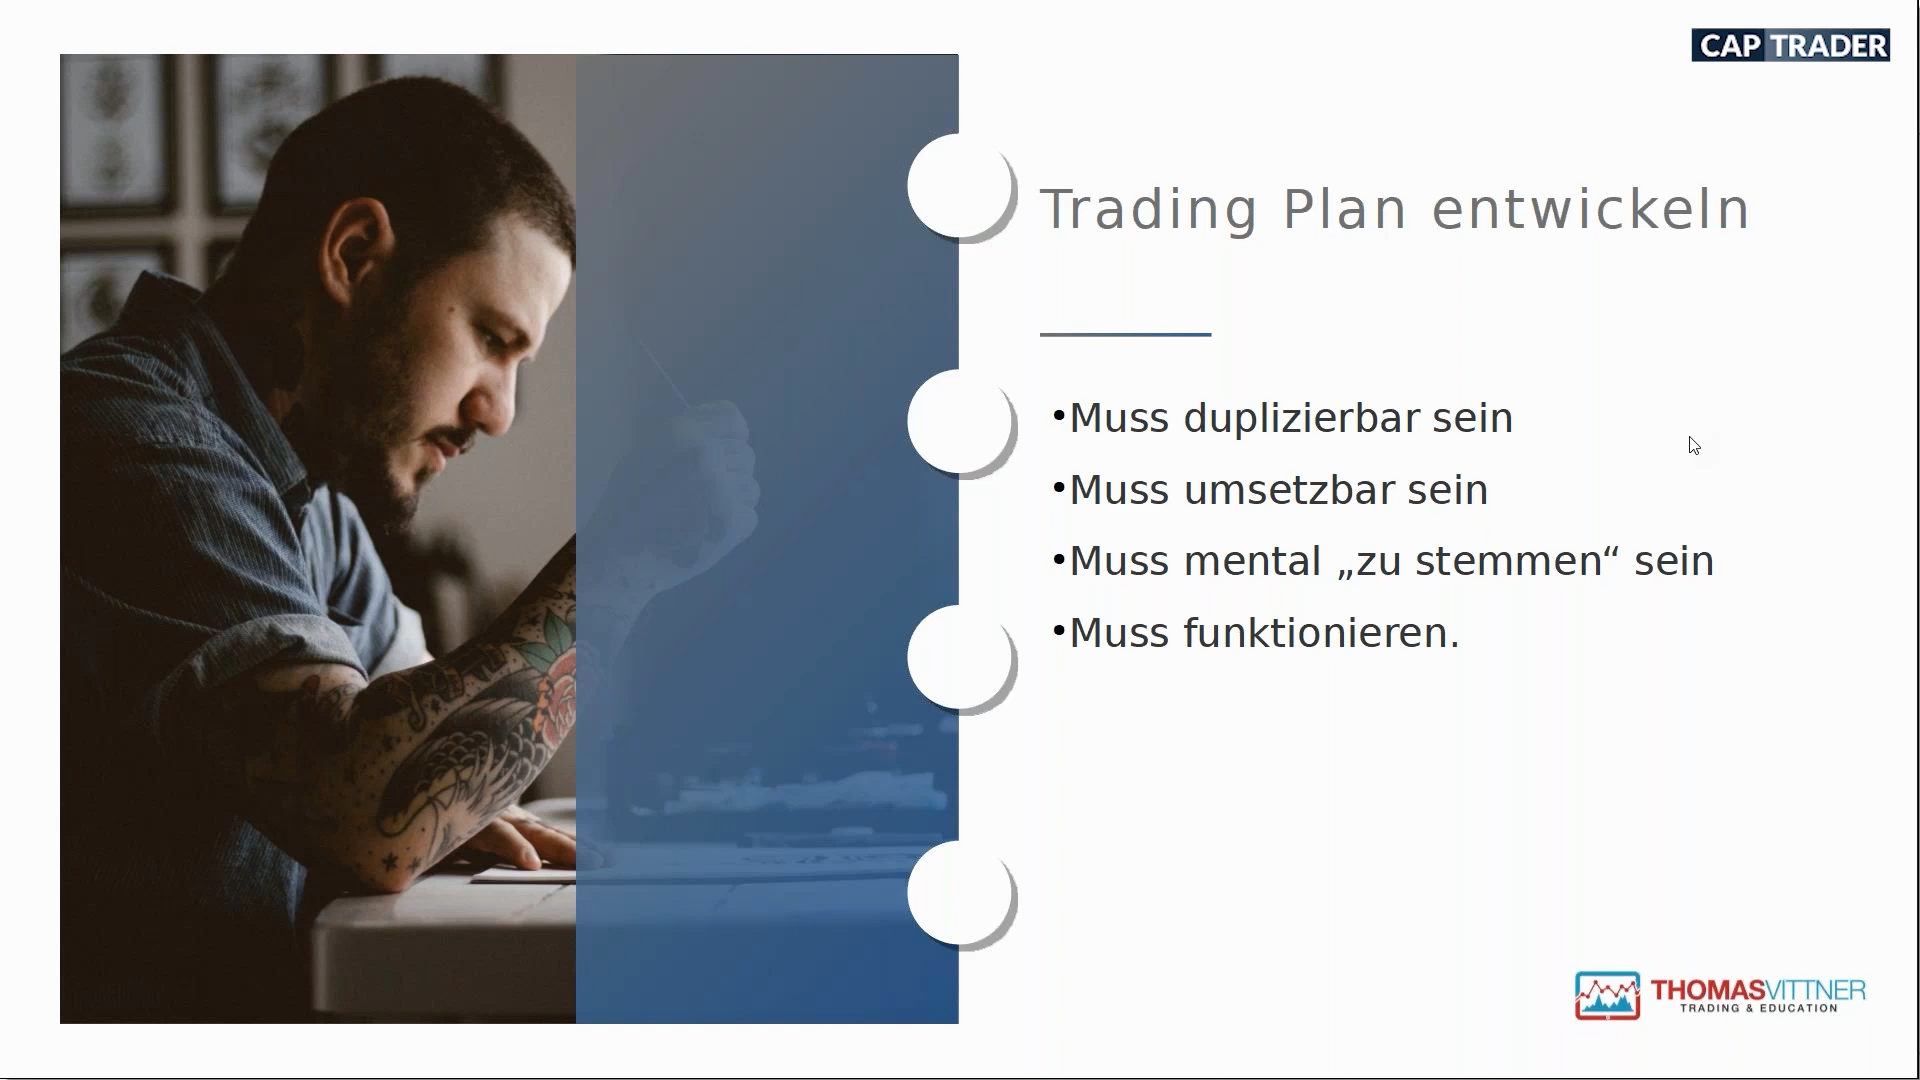 CAP TRADER
Trading Plan entwickeln
•Muss duplizierbar sein
•Muss umsetzbar sein
•Muss mental „zu stemmen“ sein
•Muss funktionieren.
THOMASVITTNER
TRADING & EDUCATION